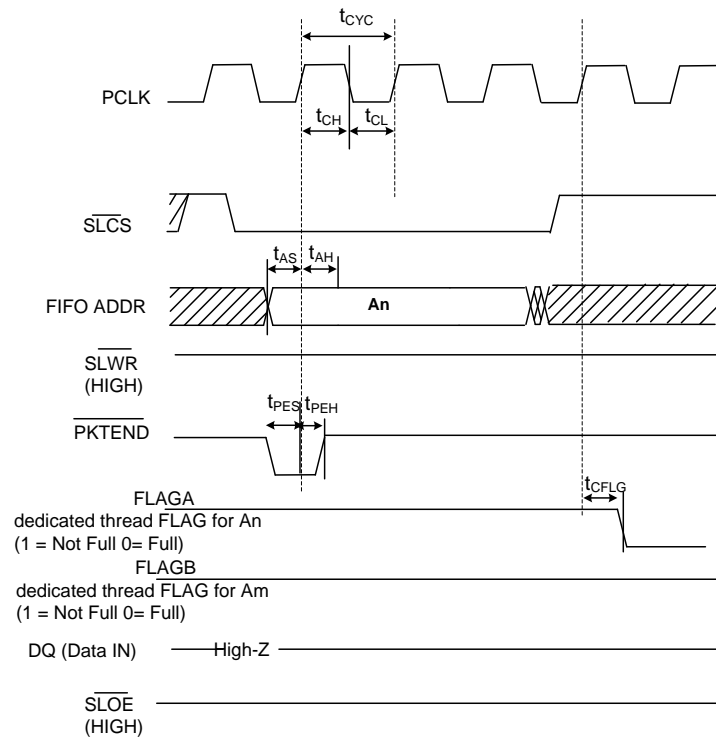 tCYC
PCLK
tCH
tCL
SLCS
tAS
tAH
FIFO ADDR
An
SLWR
(HIGH)
tPES
tPEH
PKTEND
tCFLG
FLAGA
dedicated thread FLAG for An
(1 = Not Full 0= Full)
FLAGB
dedicated thread FLAG for Am
(1 = Not Full 0= Full)
DQ (Data IN)
High-Z
SLOE
(HIGH)